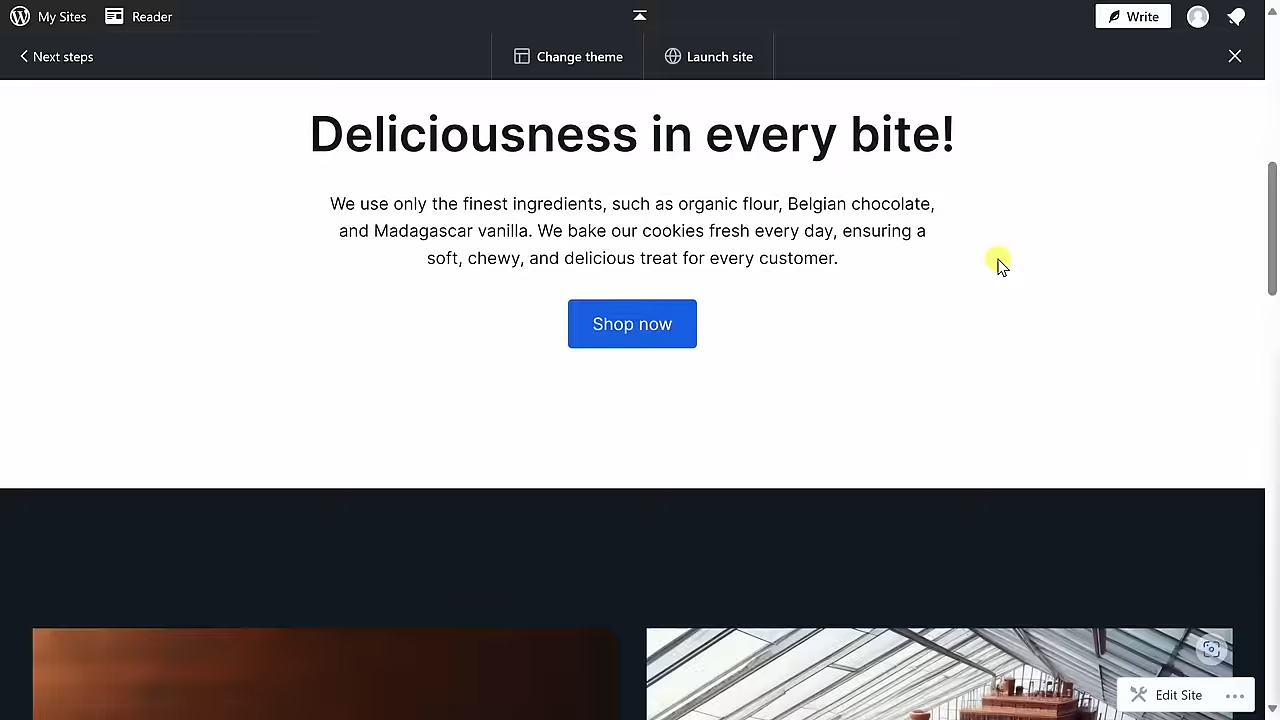 My Sites
Reader
Write
Next steps
Change theme
Launch site
Deliciousness in every bite!
We use only the finest ingredients, such as organic flour, Belgian chocolate,
and Madagascar vanilla. We bake our cookies fresh every day, ensuring a
soft, chewy, and delicious treat for every customer.
Shop now
Edit Site